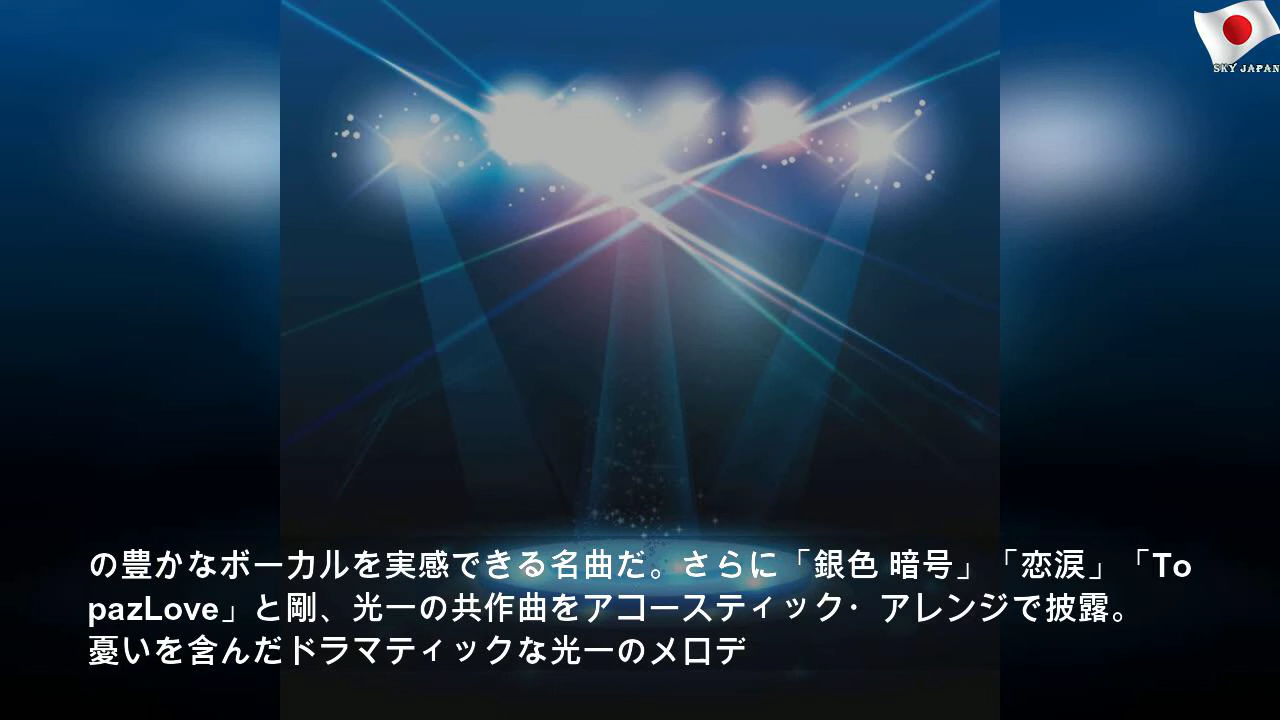 SKY JAPAN
の豊かなボーカルを実感できる名曲だ。さらに「銀色 暗号」「恋涙」「To
pazLove」と剛、光一の共作曲をアコースティック・アレンジで披露。
憂いを含んだドラマティックな光一のメロデ